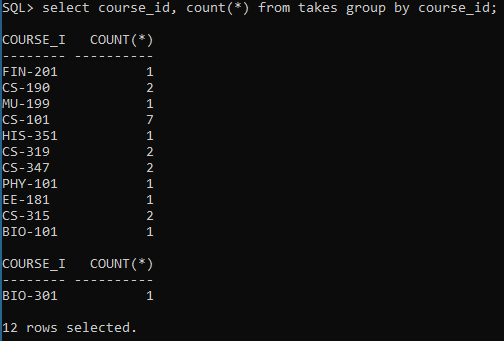 SQL> select course_id, count(*) from takes group by course_id;
COURSE_I   COUNT(*)
-------- ----------
FIN-201           1
CS-190            2
MU-199            1
CS-101            7
HIS-351           1
CS-319            2
CS-347            2
PHY-101           1
EE-181            1
CS-315            2
BIO-101           1
COURSE_I   COUNT(*)
-------- ----------
BIO-301           1
12 rows selected.